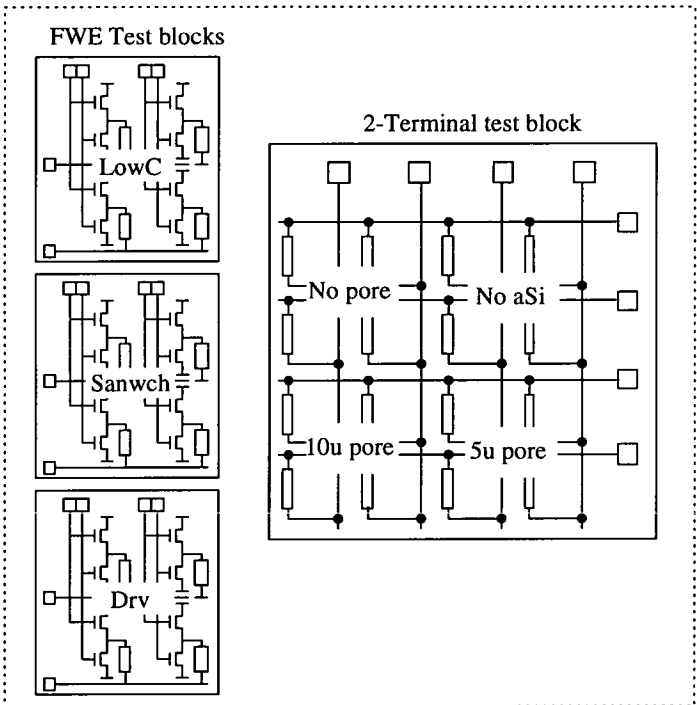 FWE Test blocks
LowC
Sanwch
Drv
2-Terminal test block
No pore
No aSi
10u pore
5u pore